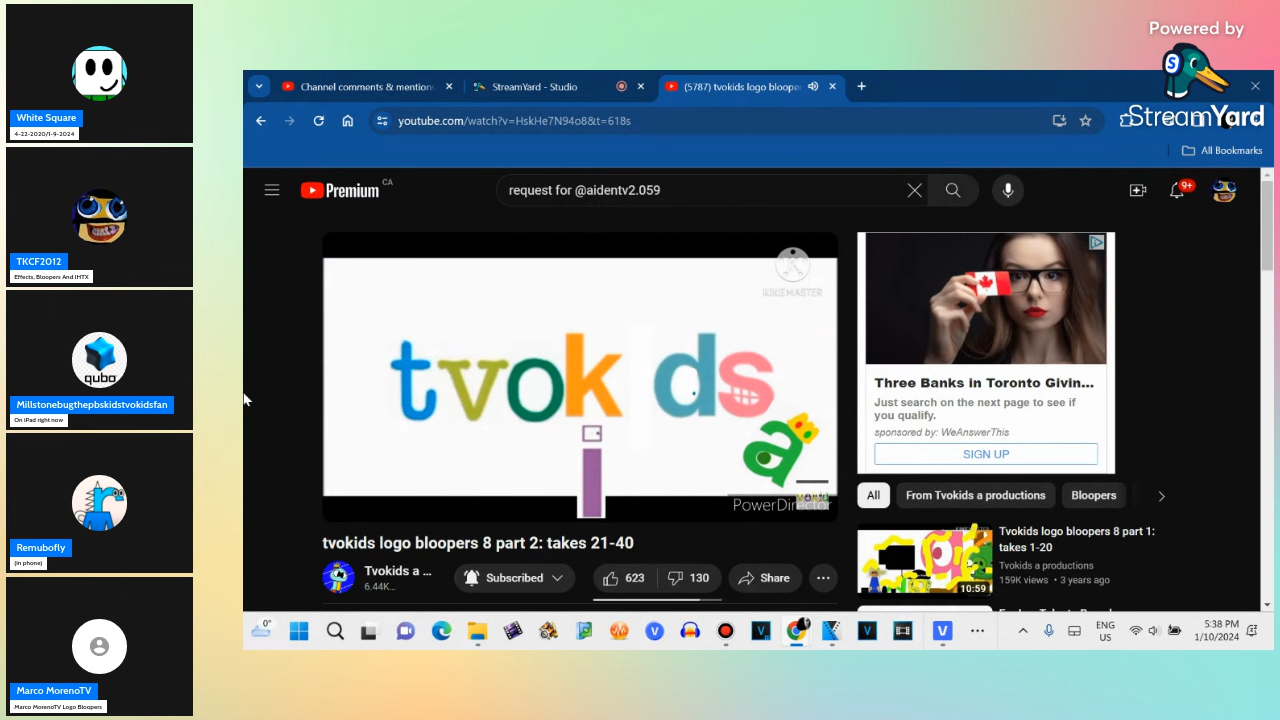 White Square
4-22-2020/1-9-2024
TKCF2012
Effects, Bloopers And IHTX
qubo
Millstonebugthepbskidstvokidsfan
On iPad right now
Remubofly
(in phone)
Marco MorenoTV
Marco MorenoTV Logo Bloopers
Powered by
StreamYard
Channel comments & mentions
StreamYard - Studio
(5787) tvokids logo bloope
youtube.com/watch?v=HskHe7N94o8&t=618s
All Bookmarks
Premium CA
request for @aidentv2.059
9+
KINEMASTER
tvok ds
i
a
PowerDirector
Three Banks in Toronto Givin...
Just search on the next page to see if
you qualify.
sponsored by: WeAnswerThis
SIGN UP
All
From Tvokids a productions
Bloopers
tvokids logo bloopers 8 part 2: takes 21-40
Tvokids a ...
6.44K...
Subscribed
623
130
Share
Tvokids logo bloopers 8 part 1:
takes 1-20
Tvokids a productions
159K views • 3 years ago
10:59
0°
ENG
US
5:38 PM
1/10/2024